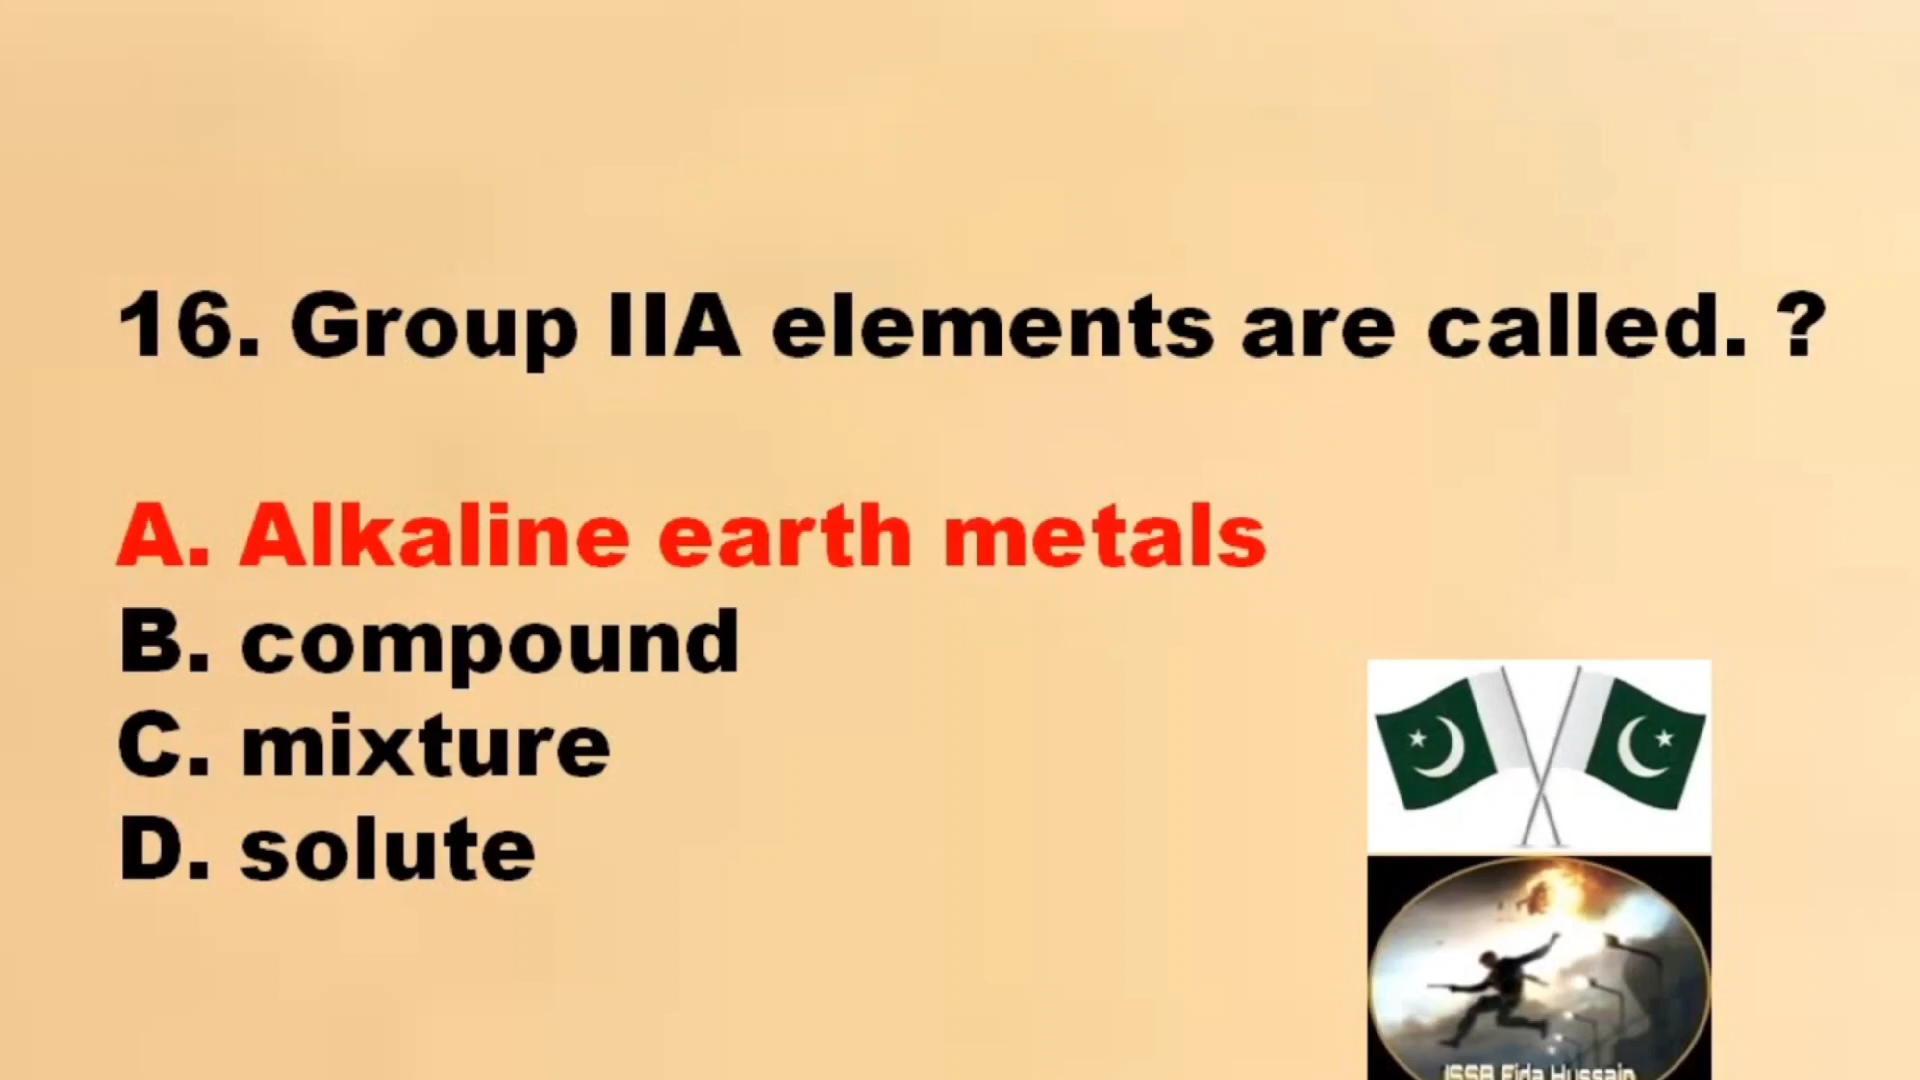 16. Group IIA elements are called. ?
A. Alkaline earth metals
B. compound
C. mixture
D. solute
ISSB Fida Hussain